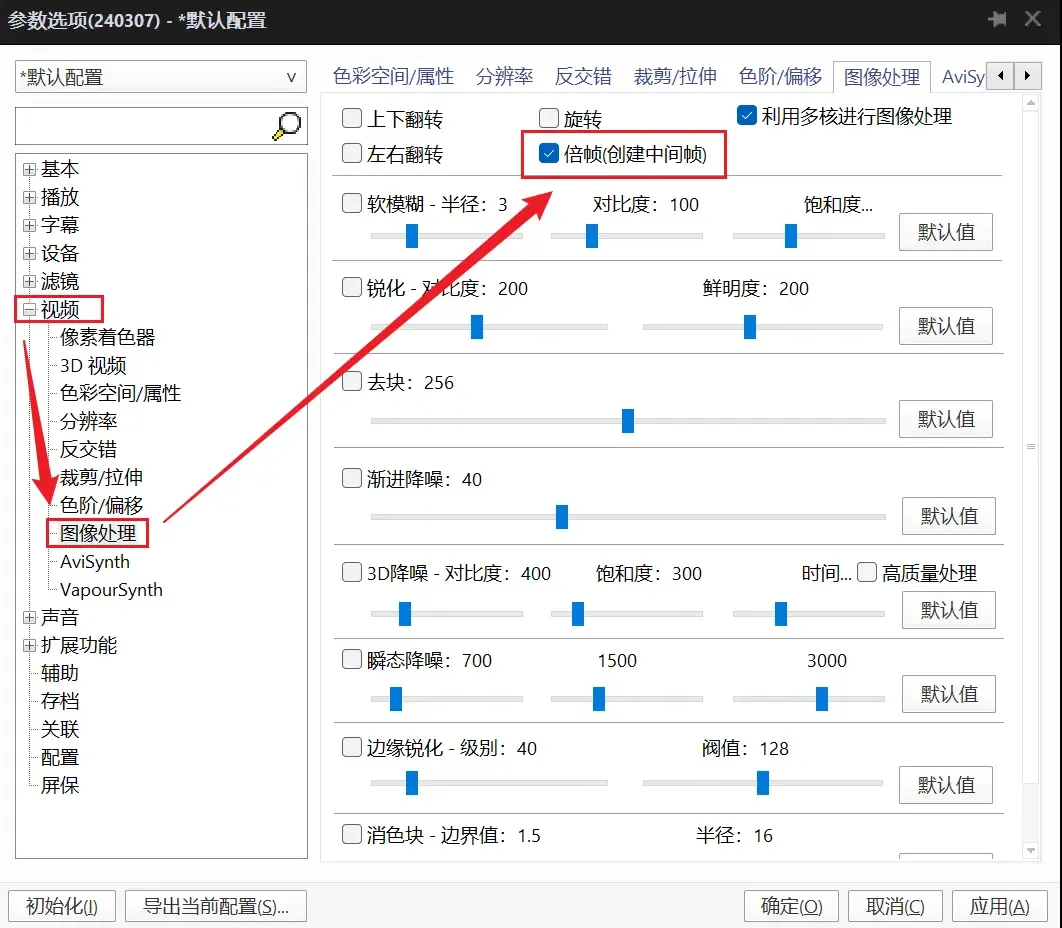 参数选项(240307) - *默认配置
*默认配置
基本
播放
字幕
设备
滤镜
视频
像素着色器
3D 视频
色彩空间/属性
分辨率
反交错
裁剪/拉伸
色阶/偏移
图像处理
AviSynth
VapourSynth
声音
扩展功能
辅助
存档
关联
配置
屏保
色彩空间/属性 分辨率 反交错 裁剪/拉伸 色阶/偏移 图像处理 AviSy
上下翻转 旋转 利用多核进行图像处理
左右翻转 倍帧(创建中间帧)
软模糊 - 半径：3 对比度：100 饱和度...
默认值
锐化 - 对比度：200 鲜明度：200
默认值
去块：256
默认值
渐进降噪：40
默认值
3D降噪 - 对比度：400 饱和度：300 时间... 高质量处理
默认值
瞬态降噪：700 1500 3000
默认值
边缘锐化 - 级别：40 阀值：128
默认值
消色块 - 边界值：1.5 半径：16
初始化(I) 导出当前配置(S)... 确定(O) 取消(C) 应用(A)